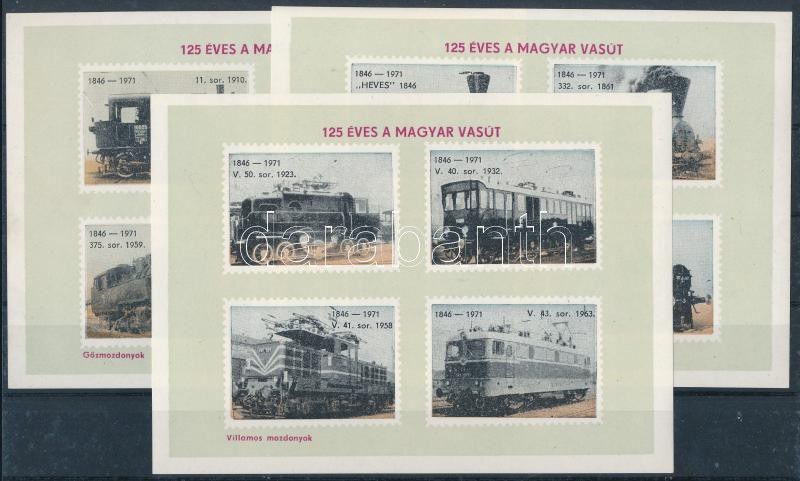 125 ÉVES A MA
1846 — 1971
11. sor. 1910.
1846 — 1971
375. sor. 1959.
Gőzmozdonyok
125 ÉVES A MAGYAR VASÚT
1846 — 1971
„HEVES" 1846
1846 — 1971
332. sor. 1861
125 ÉVES A MAGYAR VASÚT
1846 — 1971
V. 50. sor. 1923.
1846 — 1971
V. 40. sor. 1932.
darabanth
1846 — 1971
V. 41. sor. 1958
1846 — 1971
V. 43. sor. 1963.
Villamos mozdonyok